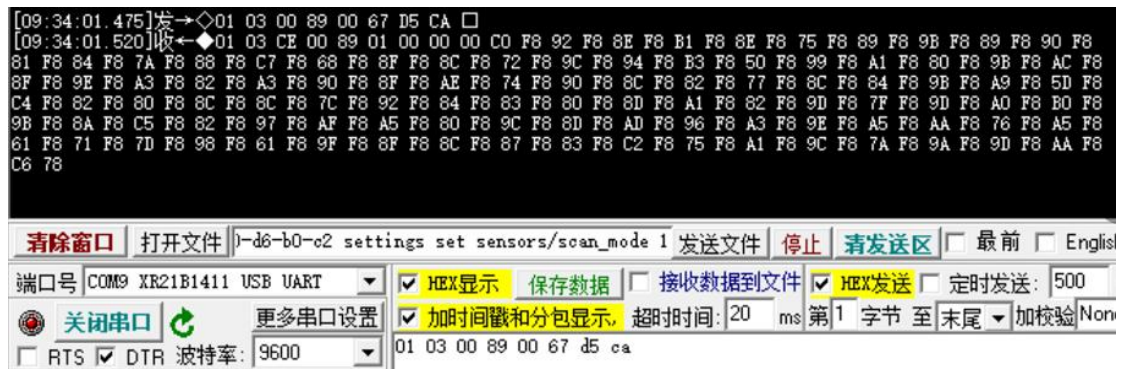 [09:34:01.475]发→◇01 03 00 89 00 67 D5 CA □
[09:34:01.520]收←◆01 03 CE 00 89 01 00 00 00 C0 F8 92 F8 8E F8 B1 F8 8E F8 75 F8 89 F8 9B F8 89 F8 90 F8
81 F8 84 F8 7A F8 88 F8 C7 F8 68 F8 8F F8 8C F8 72 F8 9C F8 94 F8 B3 F8 50 F8 99 F8 A1 F8 80 F8 9B F8 AC F8
8F F8 9E F8 A3 F8 82 F8 A3 F8 90 F8 8F F8 AE F8 74 F8 90 F8 8C F8 82 F8 77 F8 8C F8 84 F8 9B F8 A9 F8 5D F8
C4 F8 82 F8 80 F8 8C F8 8C F8 7C F8 92 F8 84 F8 83 F8 80 F8 8D F8 A1 F8 82 F8 9D F8 7F F8 9D F8 A0 F8 B0 F8
9B F8 8A F8 C5 F8 82 F8 97 F8 AF F8 A5 F8 80 F8 9C F8 8D F8 AD F8 96 F8 A3 F8 9E F8 A5 F8 AA F8 76 F8 A5 F8
61 F8 71 F8 7D F8 98 F8 61 F8 9F F8 8F F8 8C F8 87 F8 83 F8 C2 F8 75 F8 A1 F8 9C F8 7A F8 9A F8 9D F8 AA F8
C6 78
清除窗口 打开文件 )-d6-b0-c2 settings set sensors/scan_mode 1 发送文件 停止 清发送区 最前 English
端口号 COM9 XR21B1411 USB UART HEX显示 保存数据 接收数据到文件 HEX发送 定时发送: 500
关闭串口 更多串口设置 加时间戳和分包显示, 超时时间: 20 ms 第1 字节 至 末尾 加校验 None
RTS DTR 波特率: 9600 01 03 00 89 00 67 d5 ca